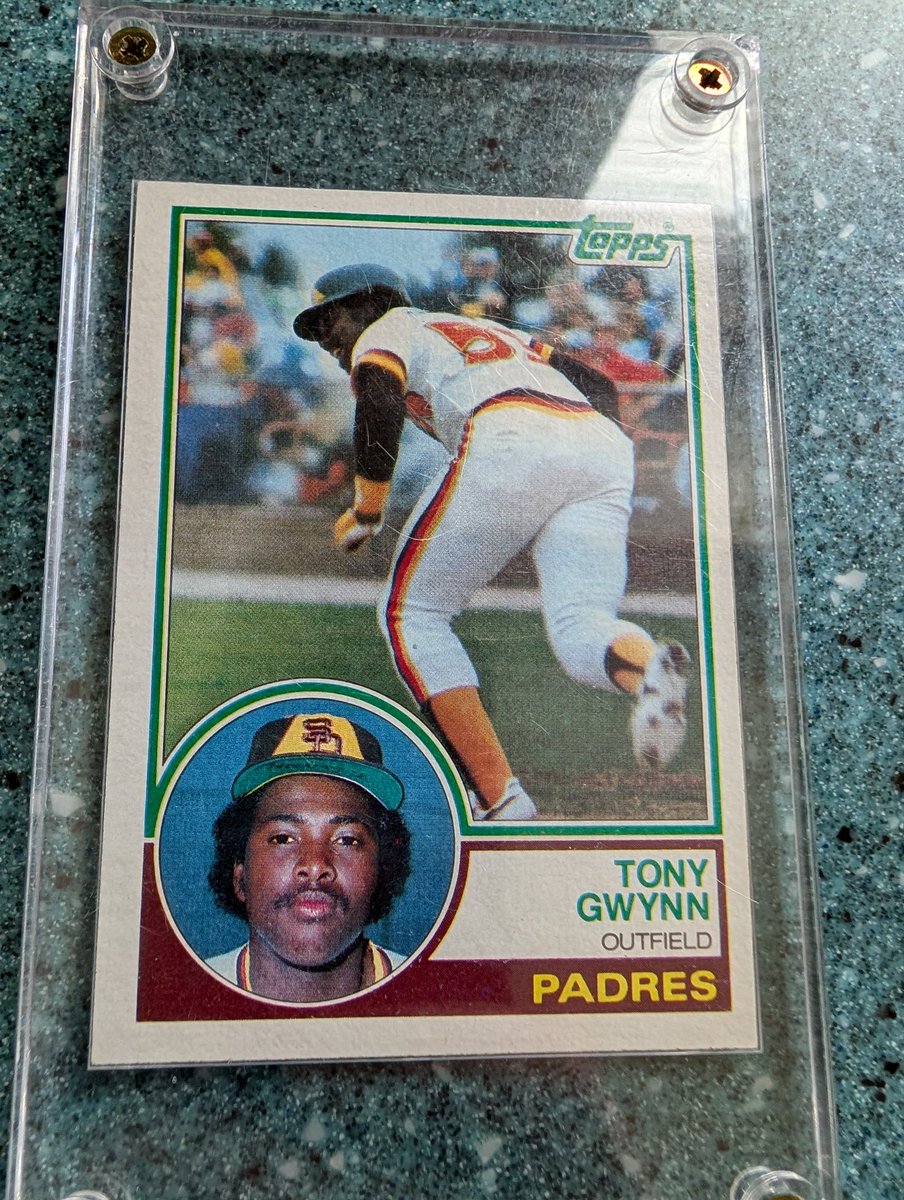 Topps®
TONY
GWYNN
OUTFIELD
PADRES